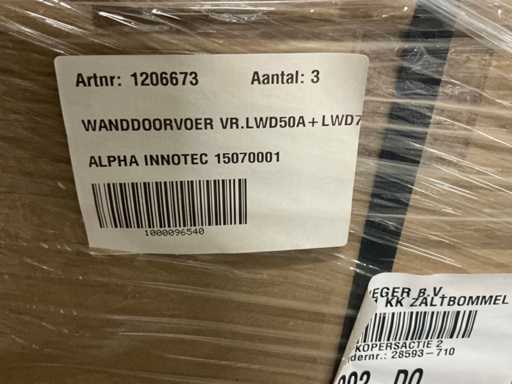 Artnr: 1206673 Aantal: 3
WANDDOORVOER VR.LWD50A+LWD7
ALPHA INNOTEC 15070001
1000096540
EGER B.V.
KK ZALTBOMMEL
KOPERSACTIE 2
dernr.: 28593-710